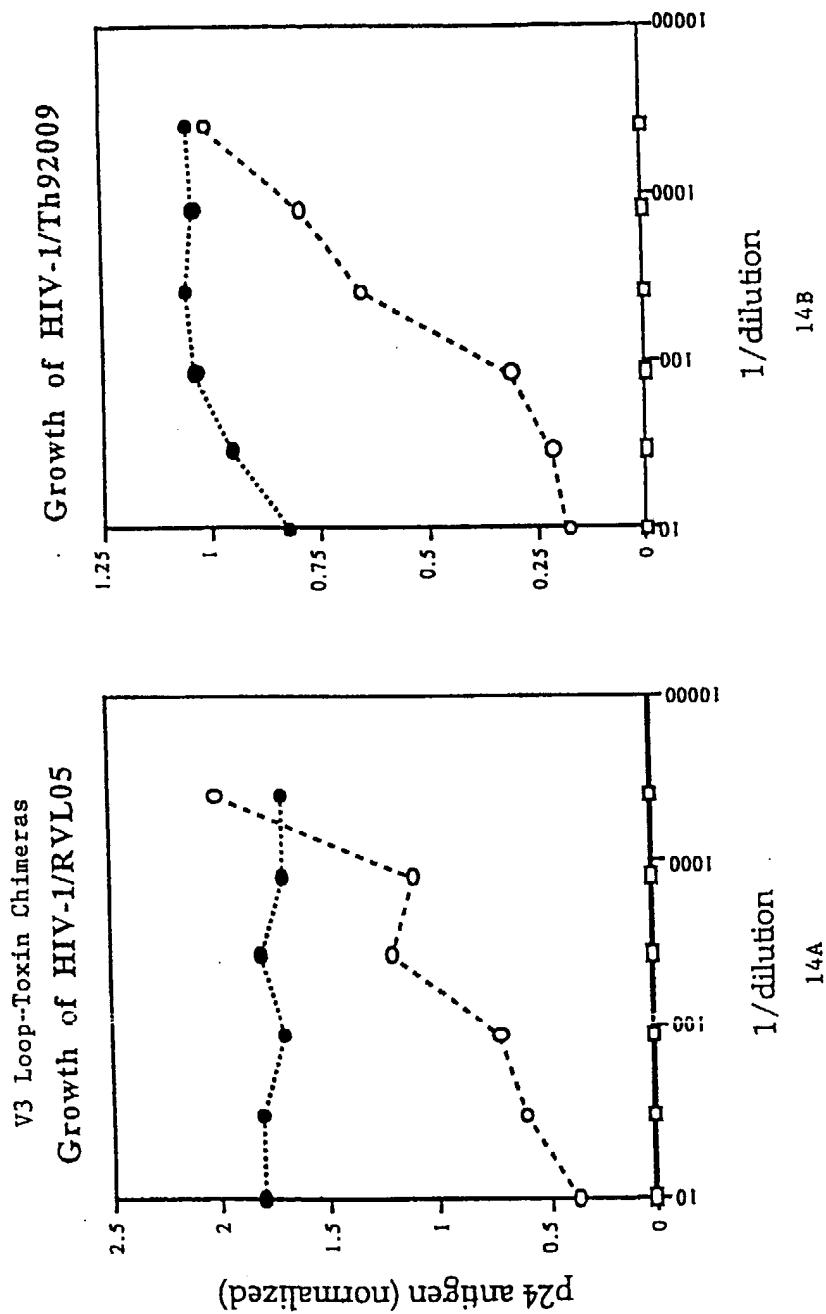 V3 Loop--Toxin Chimeras
Growth of HIV-1/RVL05
p24 antigen (normalized)
2.5
2
1.5
1
0.5
0
10
100
1000
10000
1/dilution
14A
Growth of HIV-1/Th92009
1.25
1
0.75
0.5
0.25
0
10
100
1000
10000
1/dilution
14B